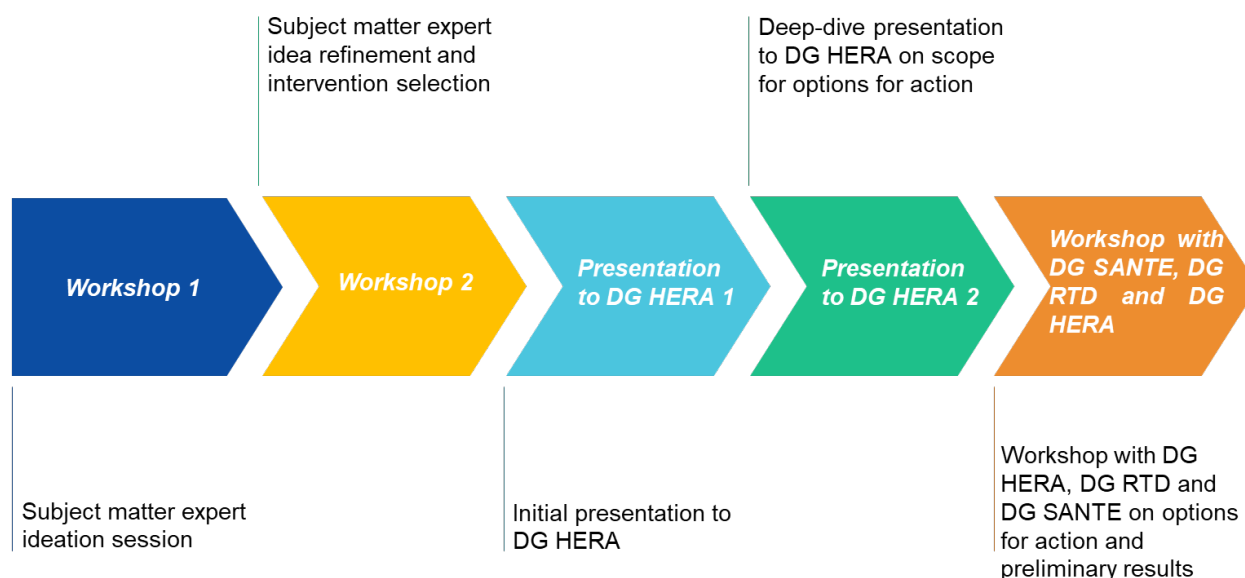 Subject matter expert
idea refinement and
intervention selection
Deep-dive presentation
to DG HERA on scope
for options for action
Workshop 1
Workshop 2
Presentation
to DG HERA 1
Presentation
to DG HERA 2
Workshop with
DG SANTE, DG
RTD and DG
HERA
Subject matter expert
ideation session
Initial presentation to
DG HERA
Workshop with DG
HERA, DG RTD and
DG SANTE on options
for action and
preliminary results